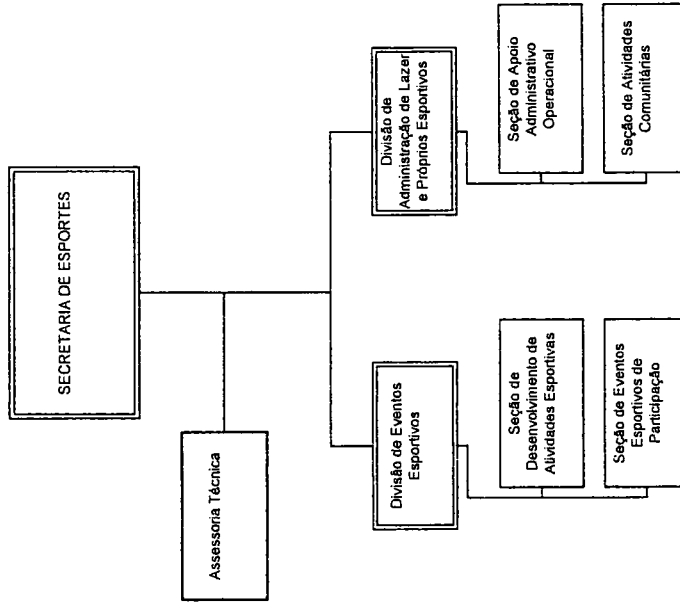 SECRETARIA DE ESPORTES
Assessoria Técnica
Divisão de Eventos
Esportivos
Seção de
Desenvolvimento de
Atividades Esportivas
Seção de Eventos
Esportivos de
Participação
Divisão de
Administração de Lazer
e Próprios Esportivos
Seção de Apoio
Administrativo
Operacional
Seção de Atividades
Comunitárias